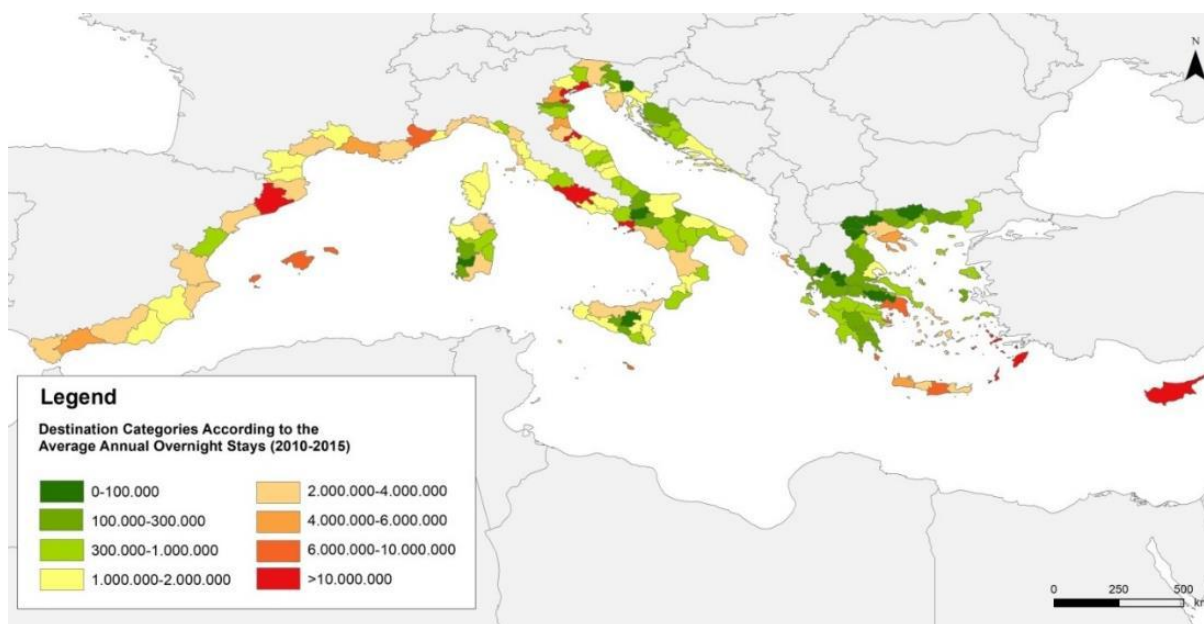 N
Legend
Destination Categories According to the
Average Annual Overnight Stays (2010-2015)
0-100.000
100.000-300.000
300.000-1.000.000
1.000.000-2.000.000
2.000.000-4.000.000
4.000.000-6.000.000
6.000.000-10.000.000
>10.000.000
0 250 500